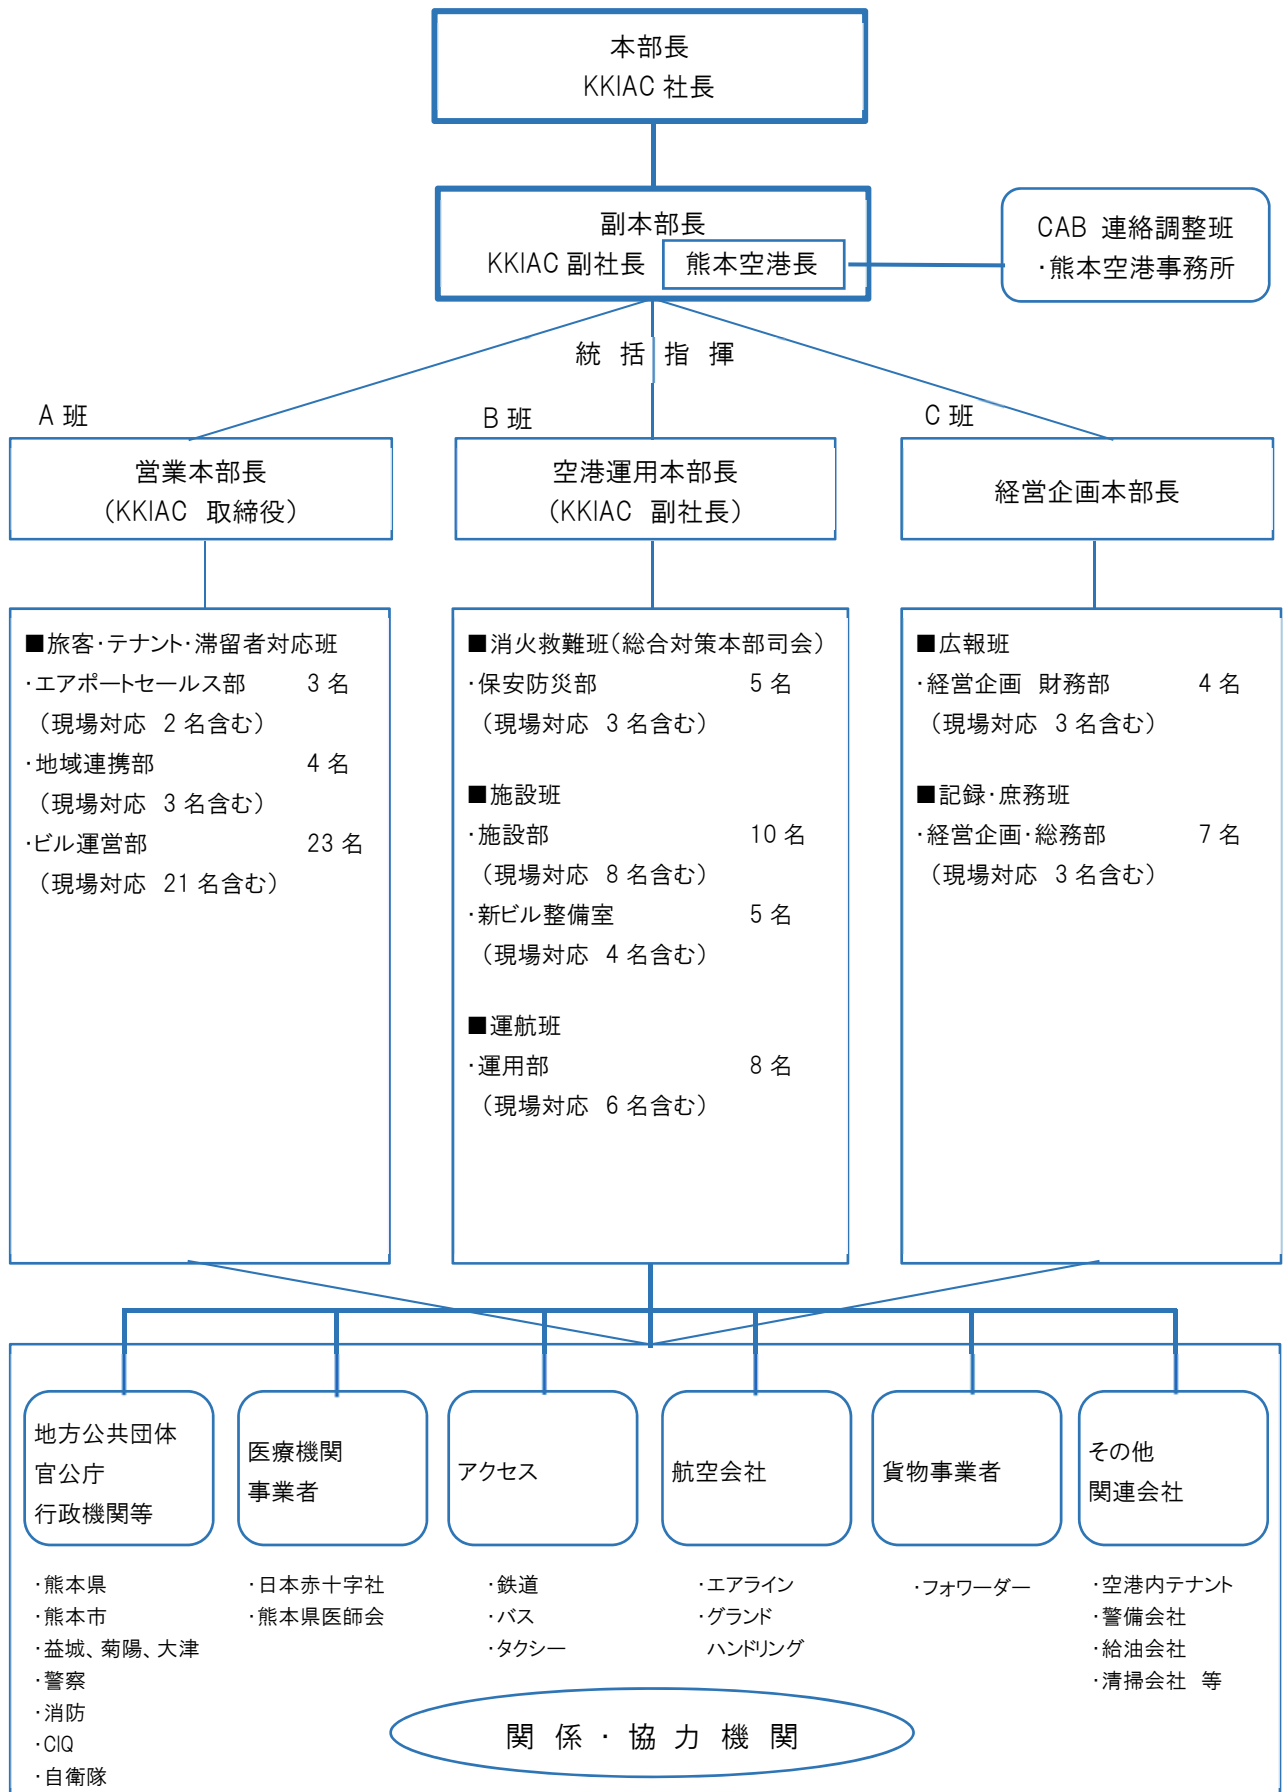 本部長
KKIAC 社長
副本部長
KKIAC 副社長 熊本空港長
CAB 連絡調整班
・熊本空港事務所
統 括 指 揮
A 班
営業本部長
（KKIAC 取締役）
B 班
空港運用本部長
（KKIAC 副社長）
C 班
経営企画本部長
■旅客・テナント・滞留者対応班
・エアポートセールス部 3 名
（現場対応 2 名含む）
・地域連携部 4 名
（現場対応 3 名含む）
・ビル運営部 23 名
（現場対応 21 名含む）
■消火救難班（総合対策本部司会）
・保安防災部 5 名
（現場対応 3 名含む）
■施設班
・施設部 10 名
（現場対応 8 名含む）
・新ビル整備室 5 名
（現場対応 4 名含む）
■運航班
・運用部 8 名
（現場対応 6 名含む）
■広報班
・経営企画 財務部 4 名
（現場対応 3 名含む）
■記録・庶務班
・経営企画・総務部 7 名
（現場対応 3 名含む）
地方公共団体
官公庁
行政機関等
・熊本県
・熊本市
・益城、菊陽、大津
・警察
・消防
・CIQ
・自衛隊
医療機関
事業者
・日本赤十字社
・熊本県医師会
アクセス
・鉄道
・バス
・タクシー
航空会社
・エアライン
・グランド
ハンドリング
貨物事業者
・フォワーダー
その他
関連会社
・空港内テナント
・警備会社
・給油会社
・清掃会社 等
関 係 ・ 協 力 機 関